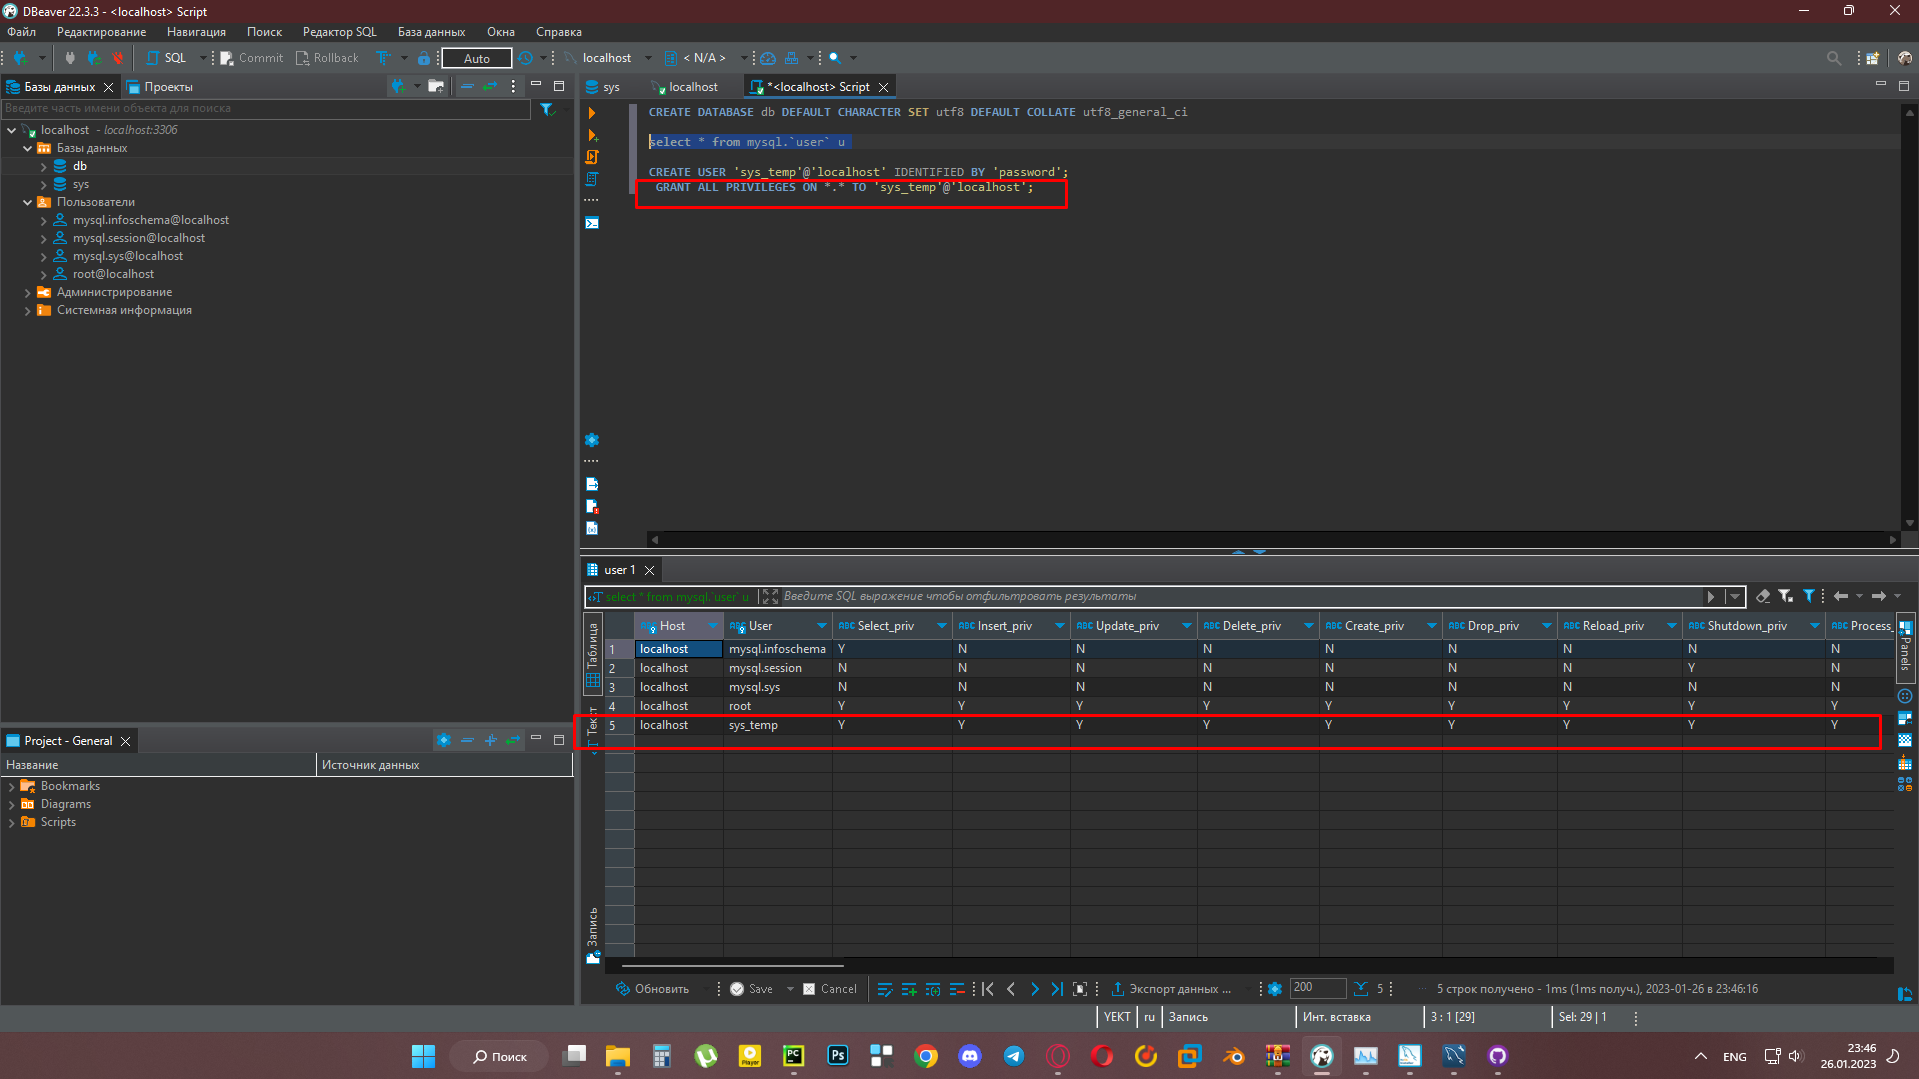 DBeaver 22.3.3 - <localhost> Script
Файл Редактирование Навигация Поиск Редактор SQL База данных Окна Справка
SQL Commit Rollback Auto localhost < N/A >
Базы данных Проекты
Введите часть имени объекта для поиска
localhost - localhost:3306
Базы данных
db
sys
Пользователи
mysql.infoschema@localhost
mysql.session@localhost
mysql.sys@localhost
root@localhost
Администрирование
Системная информация
Project - General
Название Источник данных
Bookmarks
Diagrams
Scripts
sys localhost *<localhost> Script
CREATE DATABASE db DEFAULT CHARACTER SET utf8 DEFAULT COLLATE utf8_general_ci
select * from mysql.`user` u
CREATE USER 'sys_temp'@'localhost' IDENTIFIED BY 'password';
GRANT ALL PRIVILEGES ON *.* TO 'sys_temp'@'localhost';
user 1
select * from mysql.`user` u Введите SQL выражение чтобы отфильтровать результаты
Таблица
Текст
Запись
Panels
Host User Select_priv Insert_priv Update_priv Delete_priv Create_priv Drop_priv Reload_priv Shutdown_priv Process_
1 localhost mysql.infoschema Y N N N N N N N N
2 localhost mysql.session N N N N N N N Y N
3 localhost mysql.sys N N N N N N N N N
4 localhost root Y Y Y Y Y Y Y Y Y
5 localhost sys_temp Y Y Y Y Y Y Y Y Y
Обновить Save Cancel Экспорт данных ... 200 5 5 строк получено - 1ms (1ms получ.), 2023-01-26 в 23:46:16
YEKT ru Запись Инт. вставка 3 : 1 [29] Sel: 29 | 1
Поиск ENG 23:46
26.01.2023